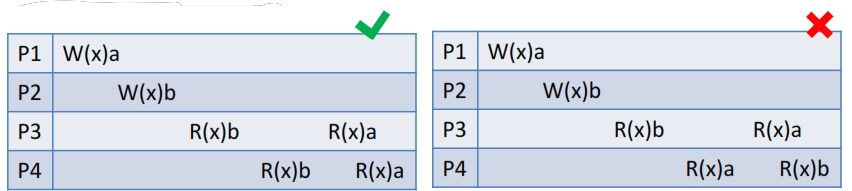 P1 W(x)a
P2 W(x)b
P3 R(x)b R(x)a
P4 R(x)b R(x)a
P1 W(x)a
P2 W(x)b
P3 R(x)b R(x)a
P4 R(x)a R(x)b